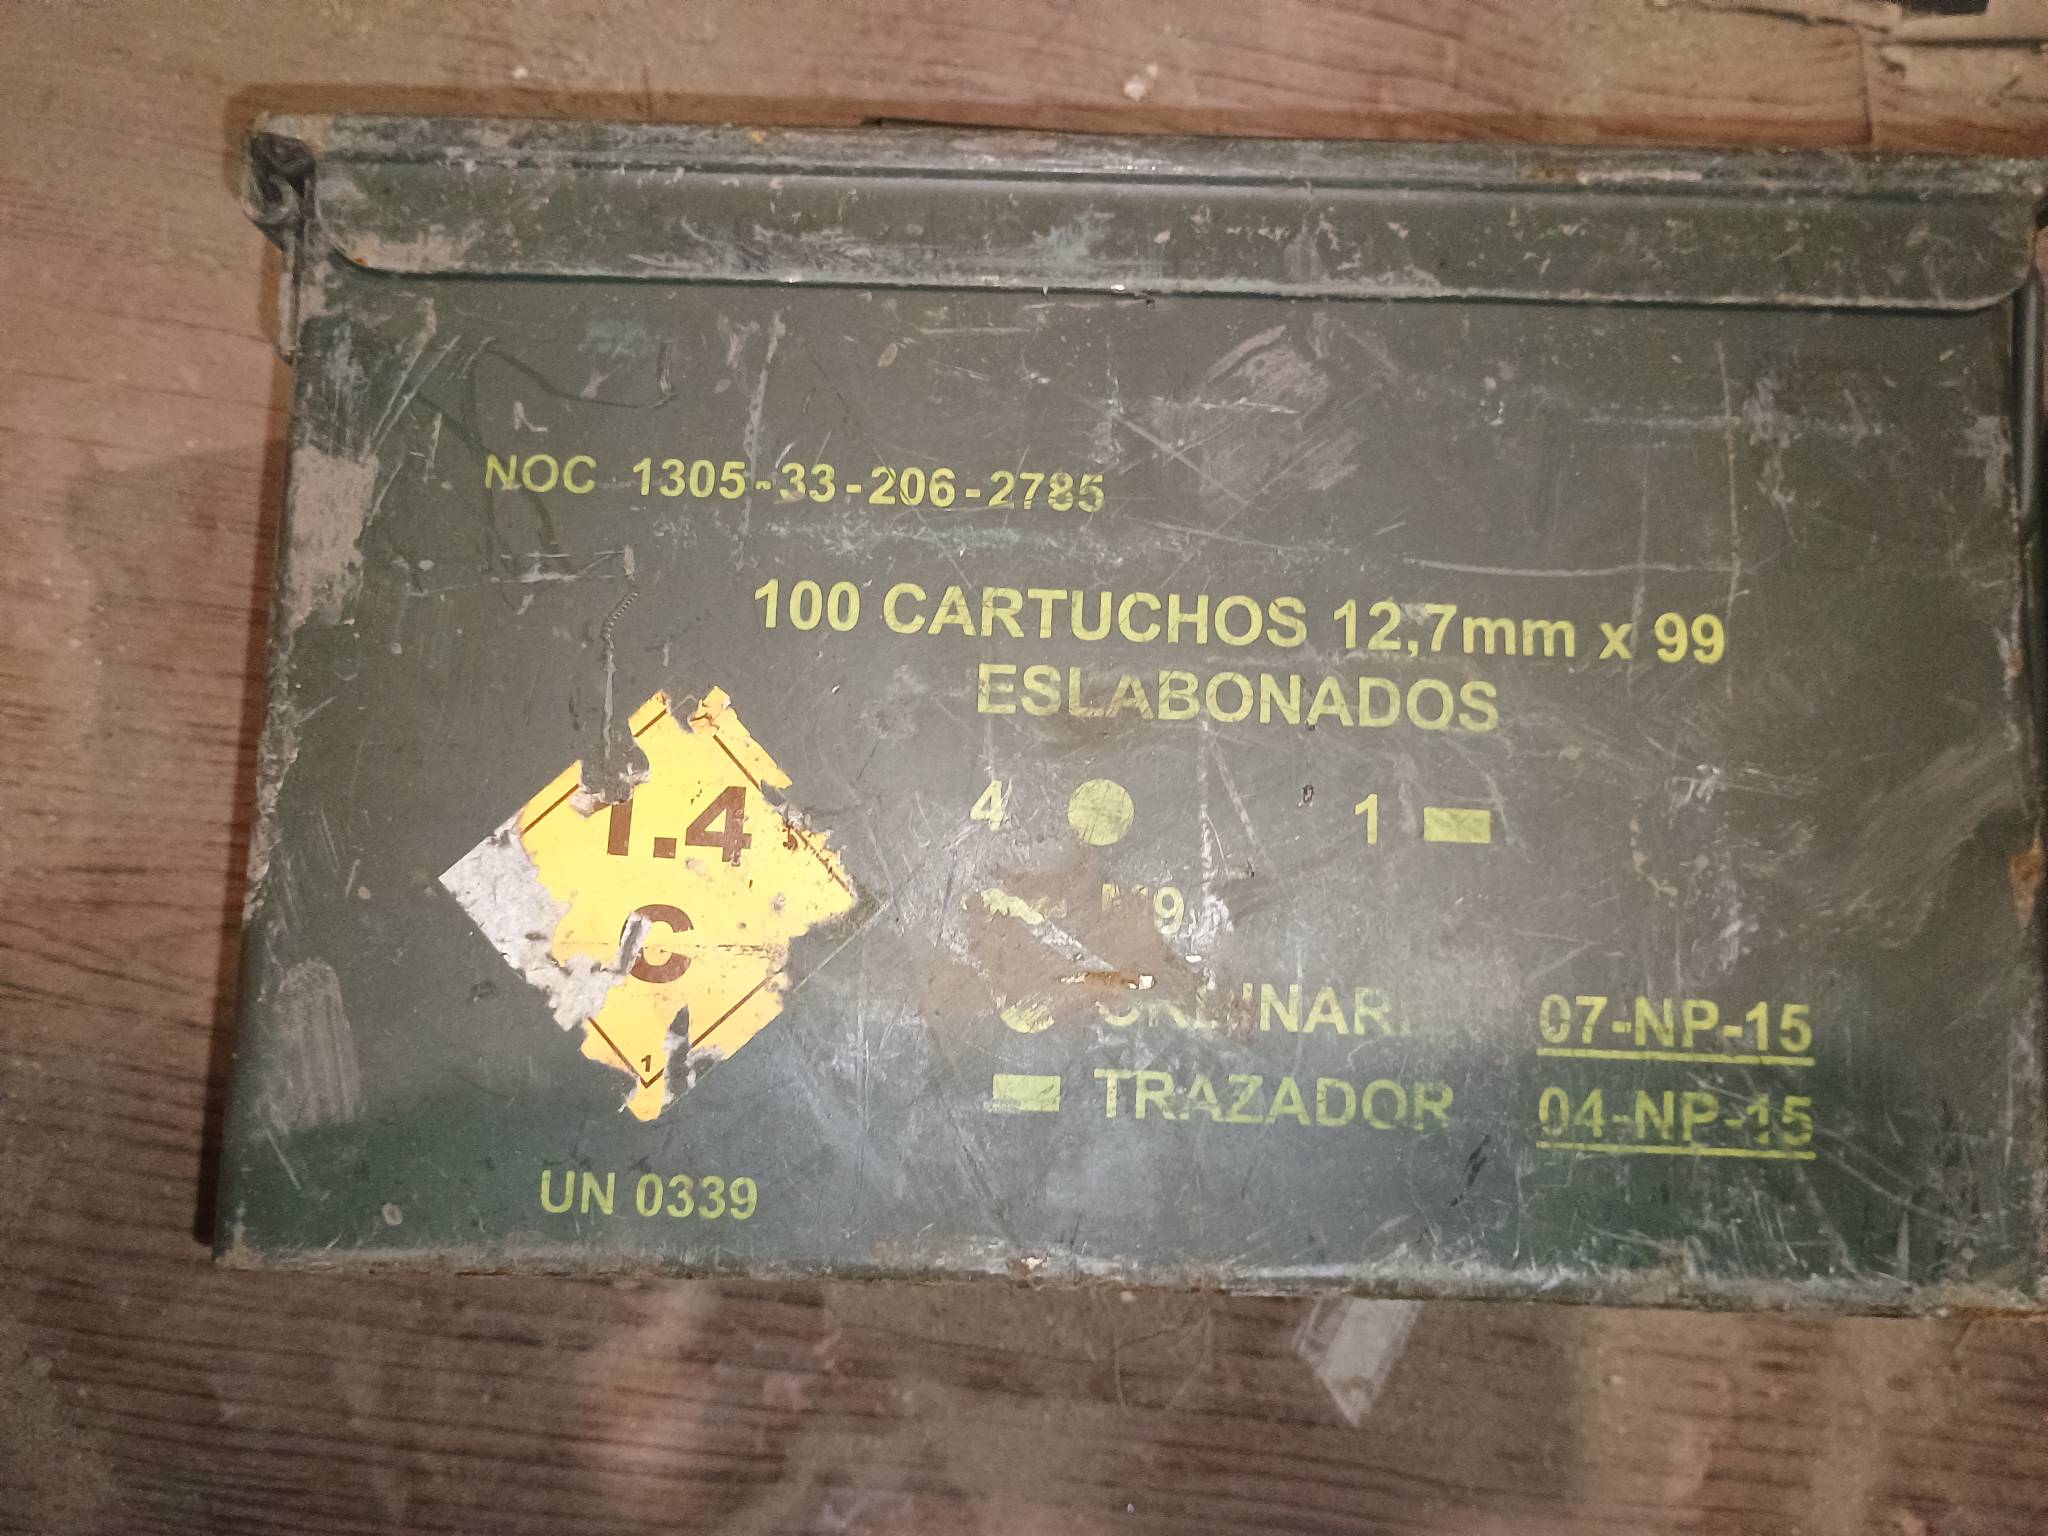 NOC 1305-33-206-2785
100 CARTUCHOS 12,7mm x 99
ESLABONADOS
4 1
1.4
C
1
M9
07-NP-15
TRAZADOR 04-NP-15
UN 0339